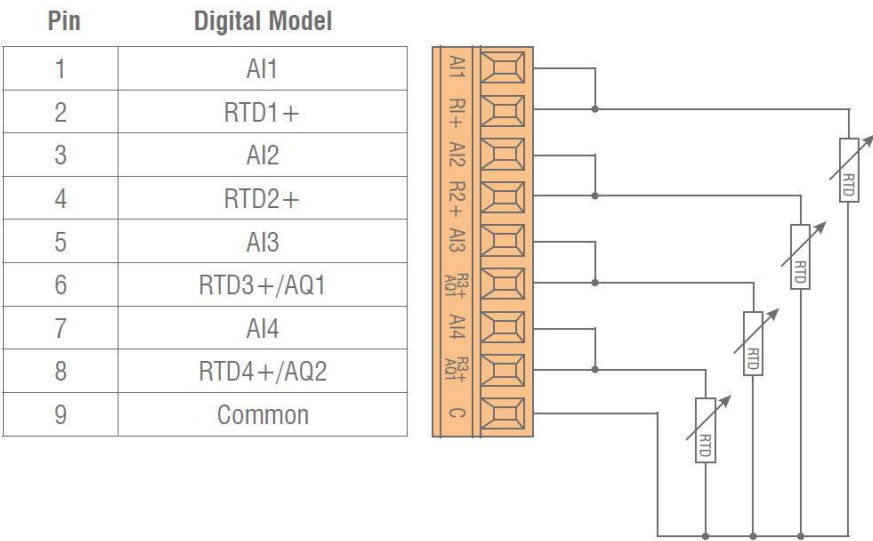 Pin Digital Model
1 AI1
2 RTD1+
3 AI2
4 RTD2+
5 AI3
6 RTD3+/AQ1
7 AI4
8 RTD4+/AQ2
9 Common
AI1
RI+
AI2
R2+
AI3
R3+
AQ1
AI4
R3+
AQ1
C
RTD
RTD
RTD
RTD